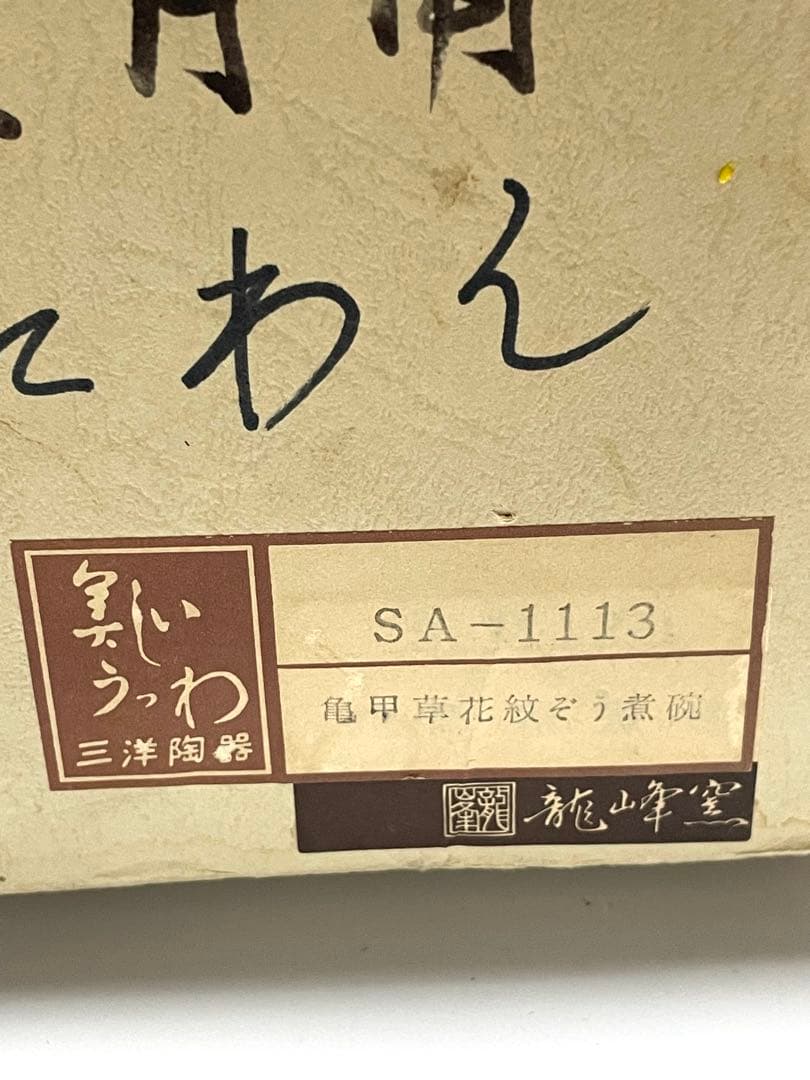 わん
美しい
うつわ
三洋陶器
SA-1113
亀甲草花紋ぞう煮碗
龍峰窯